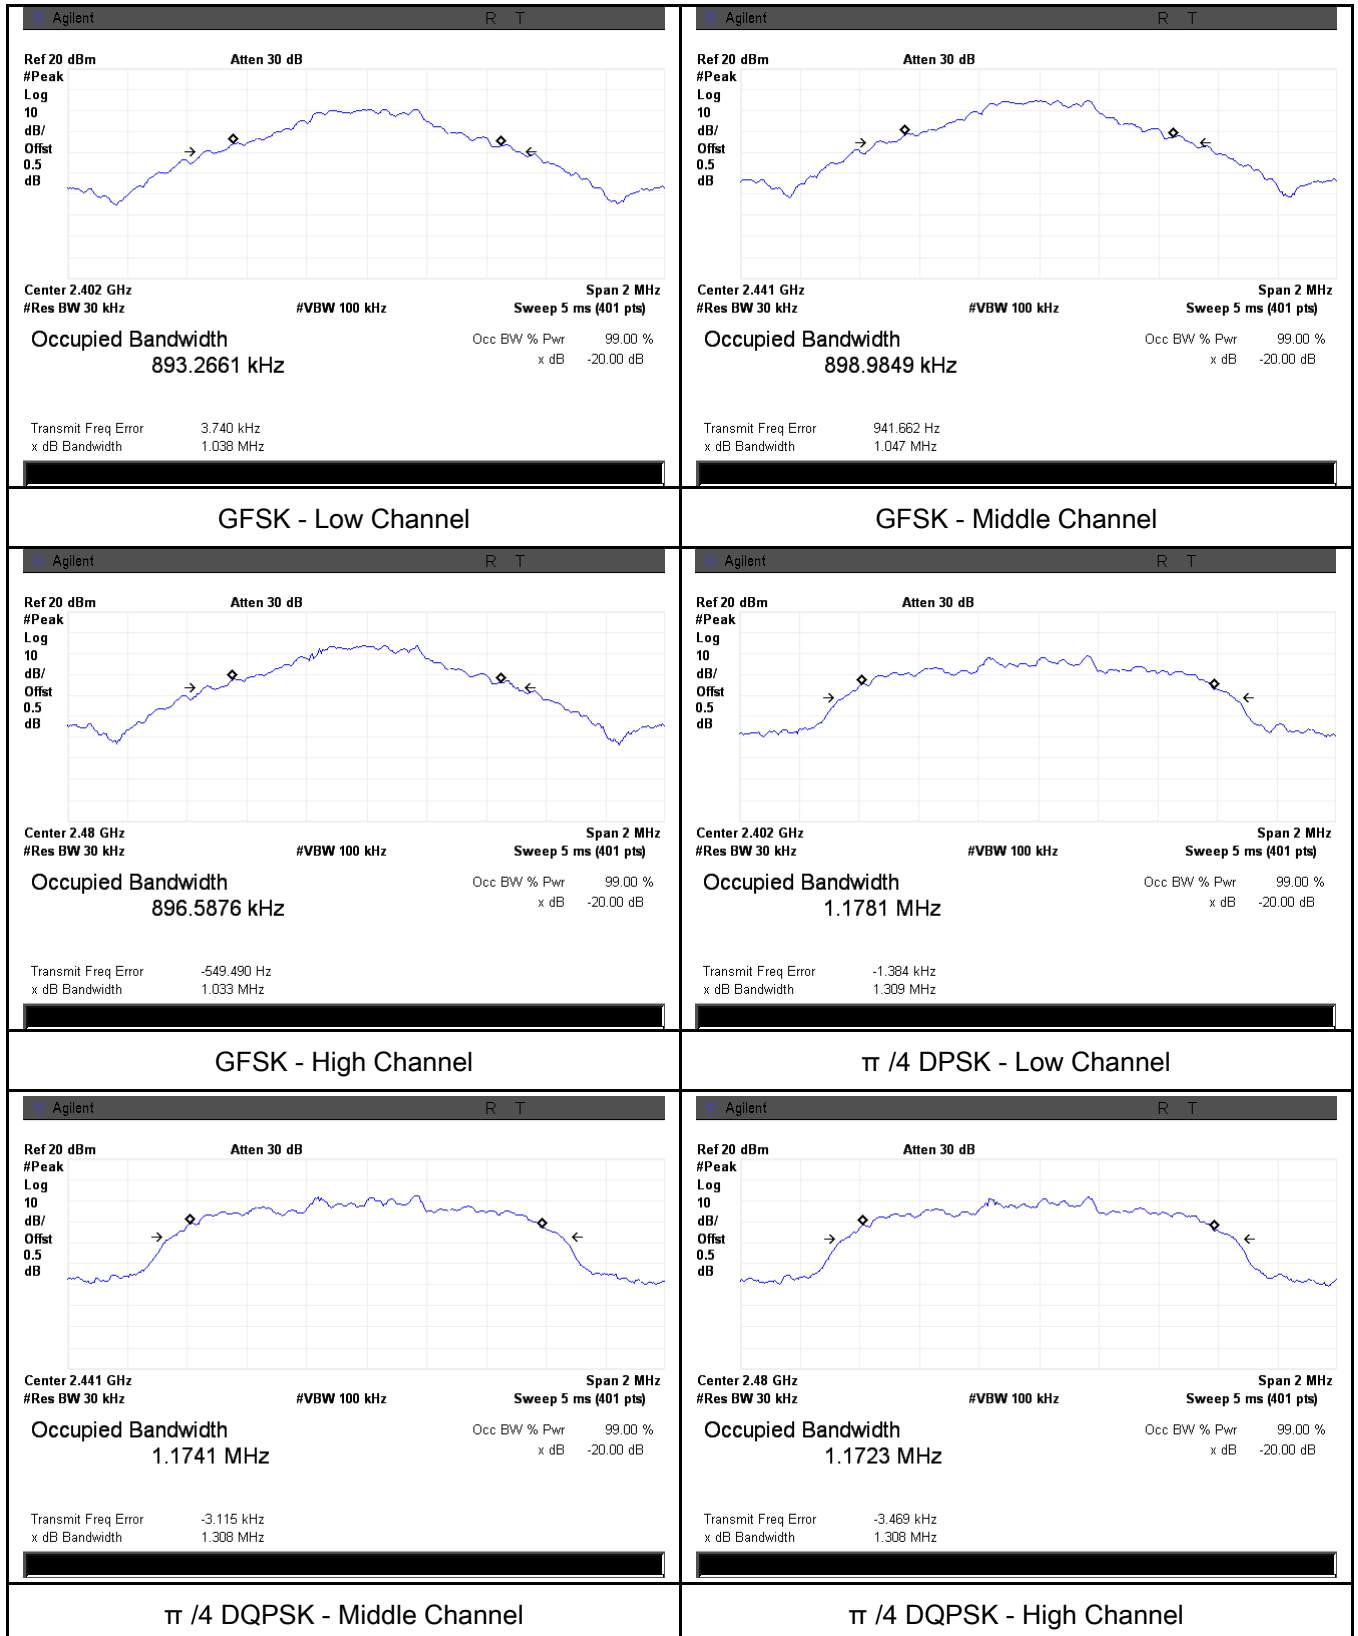 Agilent R T
Ref 20 dBm Atten 30 dB
#Peak
Log
10
dB/
Offst
0.5
dB
Center 2.402 GHz Span 2 MHz
#Res BW 30 kHz #VBW 100 kHz Sweep 5 ms (401 pts)
Occupied Bandwidth Occ BW % Pwr 99.00 %
893.2661 kHz x dB -20.00 dB
Transmit Freq Error 3.740 kHz
x dB Bandwidth 1.038 MHz
GFSK - Low Channel
Agilent R T
Ref 20 dBm Atten 30 dB
#Peak
Log
10
dB/
Offst
0.5
dB
Center 2.441 GHz Span 2 MHz
#Res BW 30 kHz #VBW 100 kHz Sweep 5 ms (401 pts)
Occupied Bandwidth Occ BW % Pwr 99.00 %
898.9849 kHz x dB -20.00 dB
Transmit Freq Error 941.662 Hz
x dB Bandwidth 1.047 MHz
GFSK - Middle Channel
Agilent R T
Ref 20 dBm Atten 30 dB
#Peak
Log
10
dB/
Offst
0.5
dB
Center 2.48 GHz Span 2 MHz
#Res BW 30 kHz #VBW 100 kHz Sweep 5 ms (401 pts)
Occupied Bandwidth Occ BW % Pwr 99.00 %
896.5876 kHz x dB -20.00 dB
Transmit Freq Error -549.490 Hz
x dB Bandwidth 1.033 MHz
GFSK - High Channel
Agilent R T
Ref 20 dBm Atten 30 dB
#Peak
Log
10
dB/
Offst
0.5
dB
Center 2.402 GHz Span 2 MHz
#Res BW 30 kHz #VBW 100 kHz Sweep 5 ms (401 pts)
Occupied Bandwidth Occ BW % Pwr 99.00 %
1.1781 MHz x dB -20.00 dB
Transmit Freq Error -1.384 kHz
x dB Bandwidth 1.309 MHz
π /4 DPSK - Low Channel
Agilent R T
Ref 20 dBm Atten 30 dB
#Peak
Log
10
dB/
Offst
0.5
dB
Center 2.441 GHz Span 2 MHz
#Res BW 30 kHz #VBW 100 kHz Sweep 5 ms (401 pts)
Occupied Bandwidth Occ BW % Pwr 99.00 %
1.1741 MHz x dB -20.00 dB
Transmit Freq Error -3.115 kHz
x dB Bandwidth 1.308 MHz
π /4 DQPSK - Middle Channel
Agilent R T
Ref 20 dBm Atten 30 dB
#Peak
Log
10
dB/
Offst
0.5
dB
Center 2.48 GHz Span 2 MHz
#Res BW 30 kHz #VBW 100 kHz Sweep 5 ms (401 pts)
Occupied Bandwidth Occ BW % Pwr 99.00 %
1.1723 MHz x dB -20.00 dB
Transmit Freq Error -3.469 kHz
x dB Bandwidth 1.308 MHz
π /4 DQPSK - High Channel